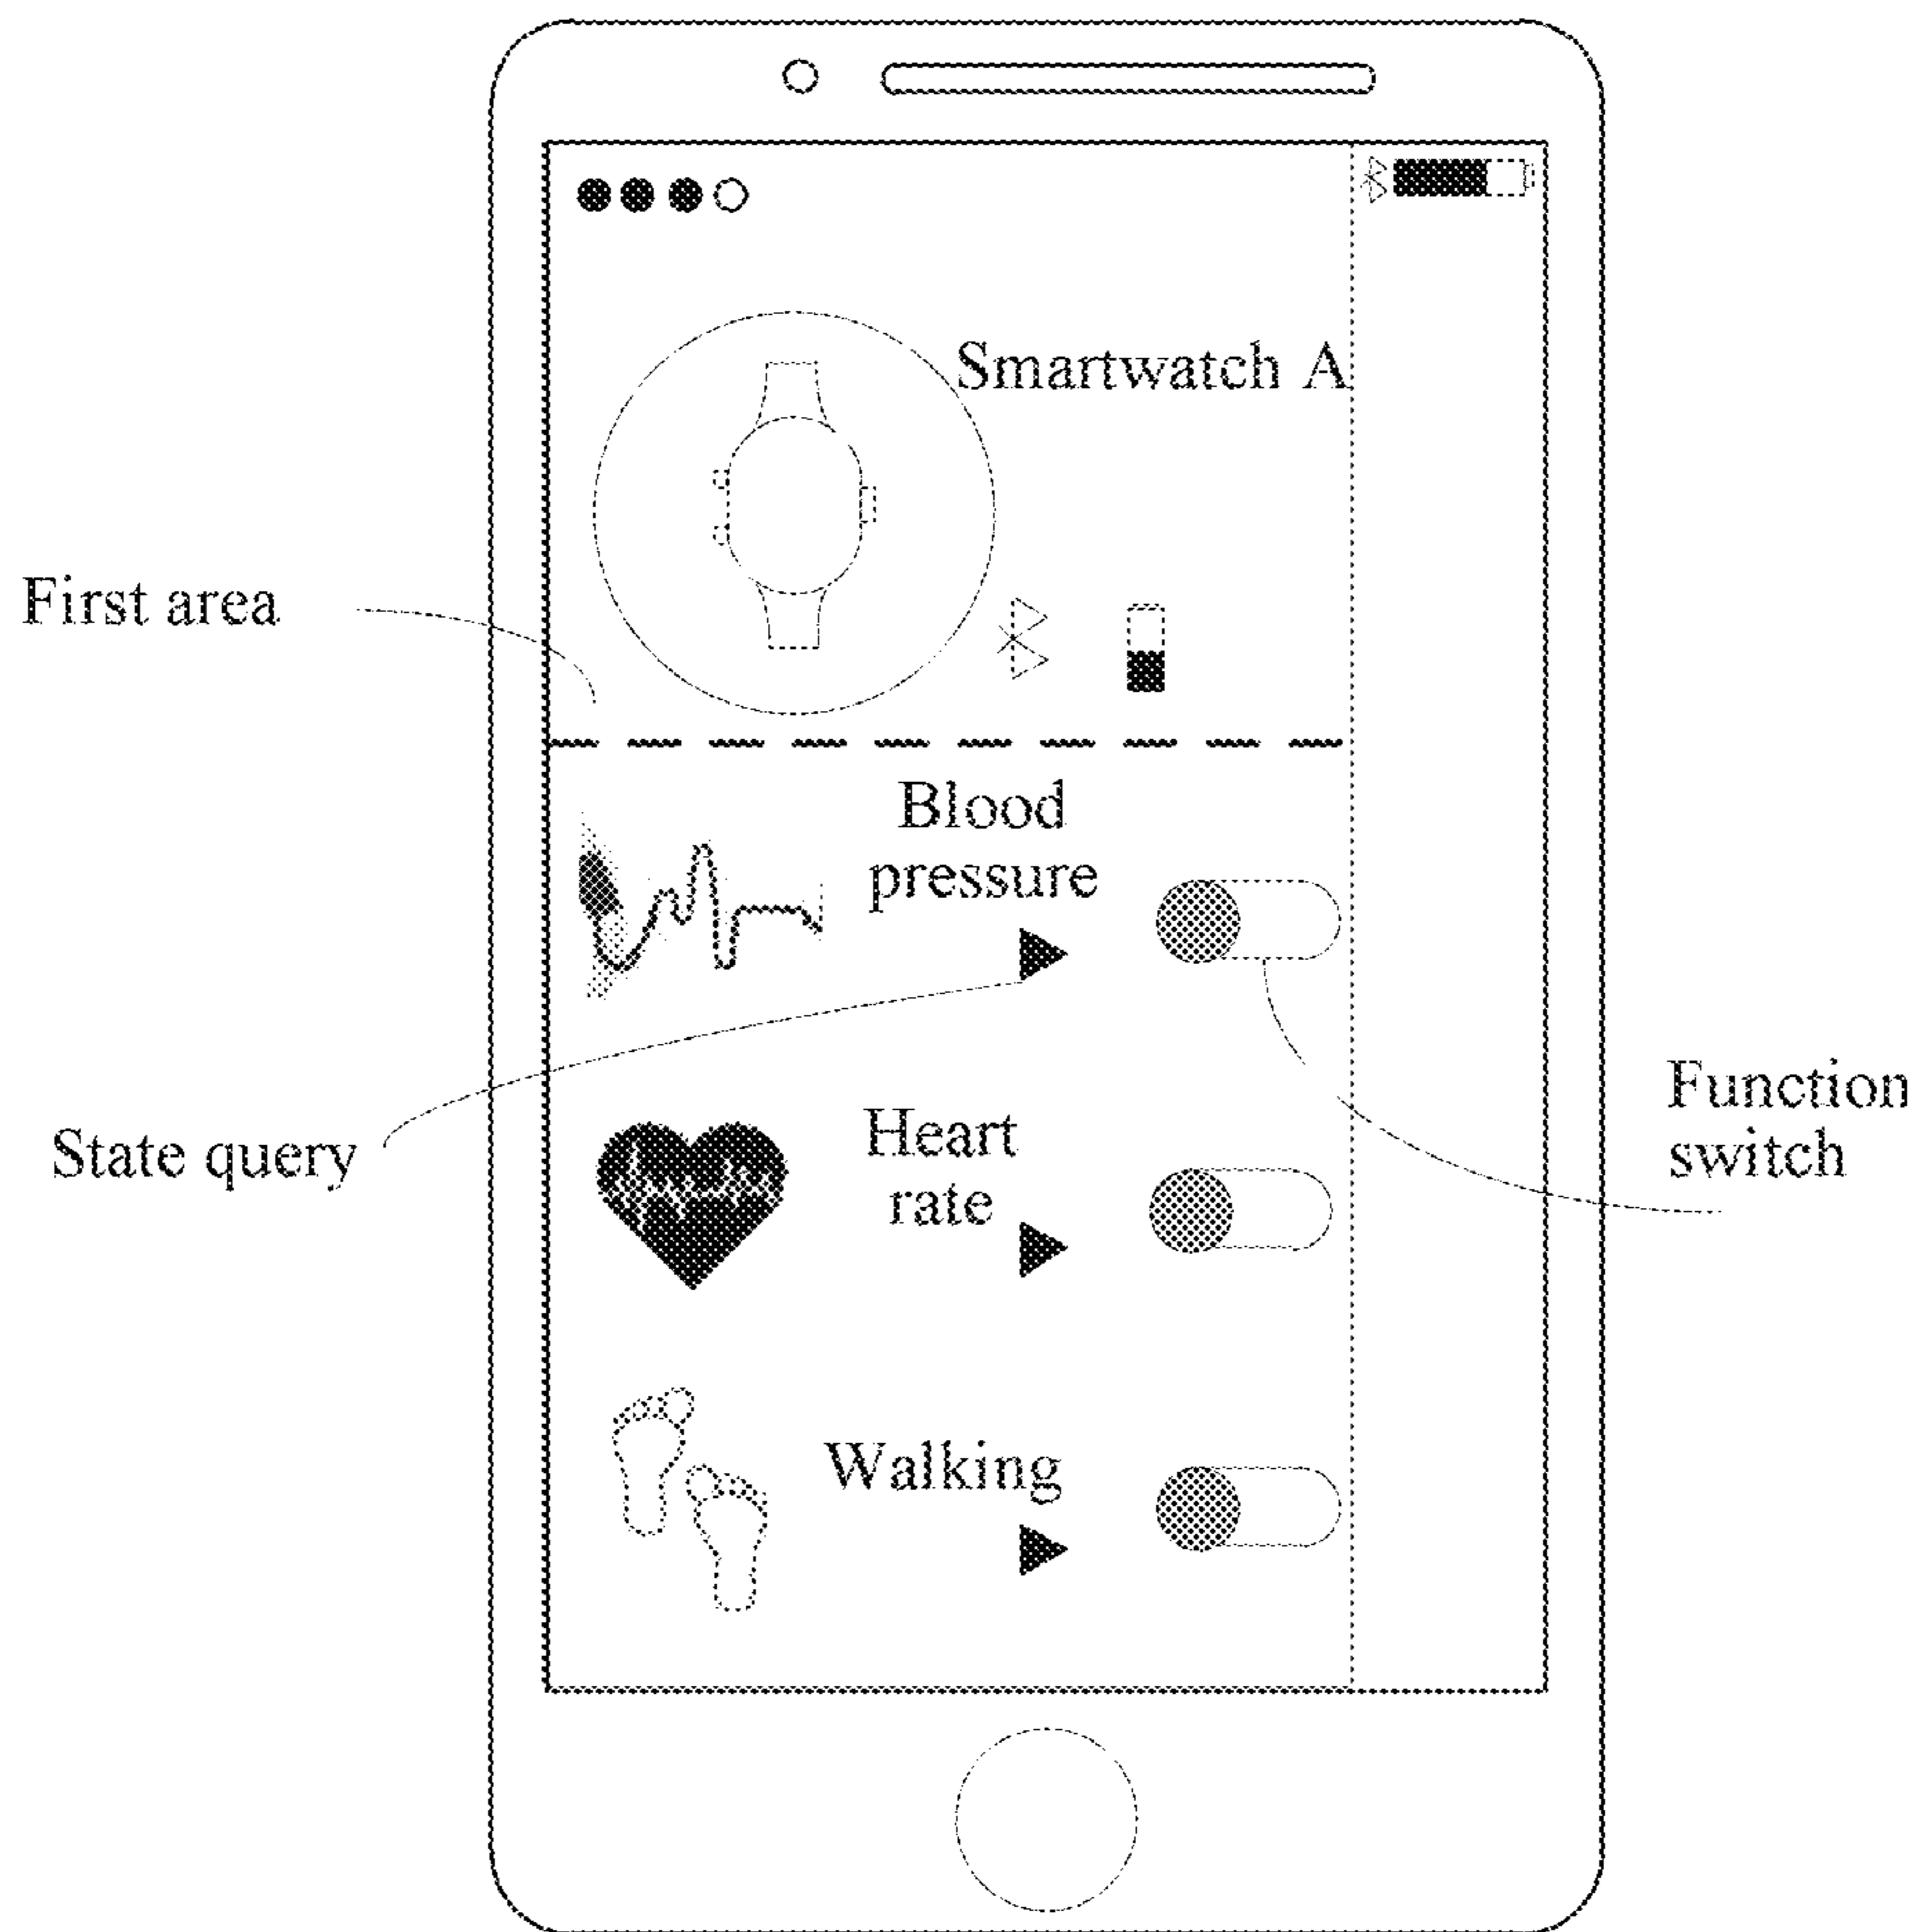 Smartwatch A
First area
Blood
pressure
State query
Function
switch
Heart
rate
Walking